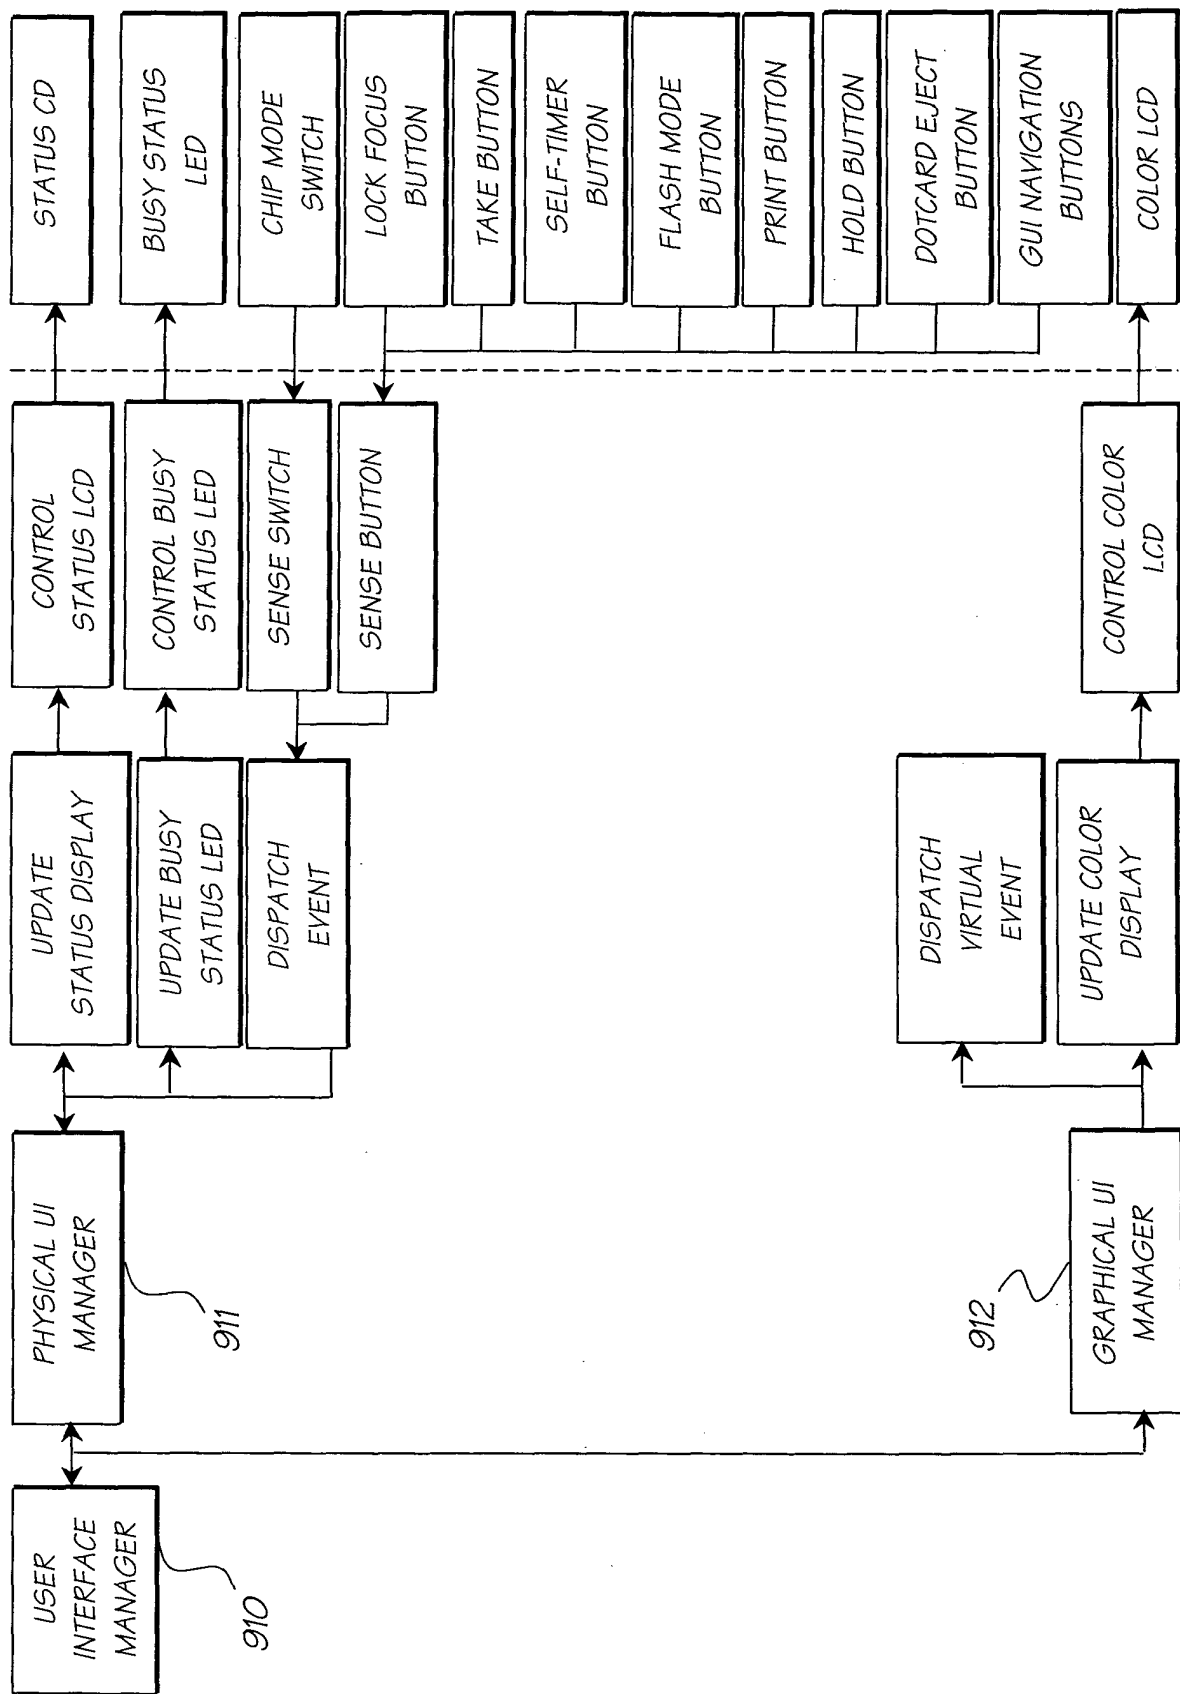 USER
INTERFACE
MANAGER
910
PHYSICAL UI
MANAGER
911
GRAPHICAL UI
MANAGER
912
UPDATE
STATUS DISPLAY
UPDATE BUSY
STATUS LED
DISPATCH
EVENT
DISPATCH
VIRTUAL
EVENT
UPDATE COLOR
DISPLAY
CONTROL
STATUS LCD
CONTROL BUSY
STATUS LED
SENSE SWITCH
SENSE BUTTON
CONTROL COLOR
LCD
STATUS CD
BUSY STATUS
LED
CHIP MODE
SWITCH
LOCK FOCUS
BUTTON
TAKE BUTTON
SELF-TIMER
BUTTON
FLASH MODE
BUTTON
PRINT BUTTON
HOLD BUTTON
DOTCARD EJECT
BUTTON
GUI NAVIGATION
BUTTONS
COLOR LCD